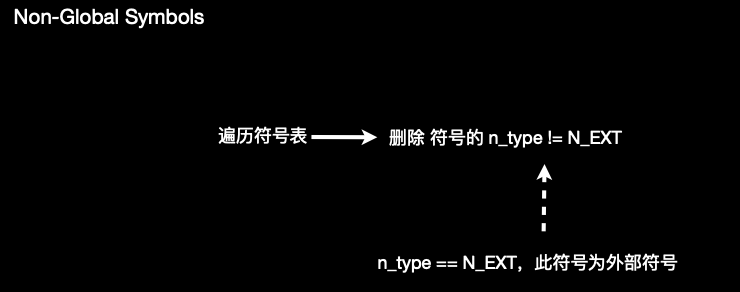 Non-Global Symbols
遍历符号表
删除 符号的 n_type != N_EXT
n_type == N_EXT，此符号为外部符号